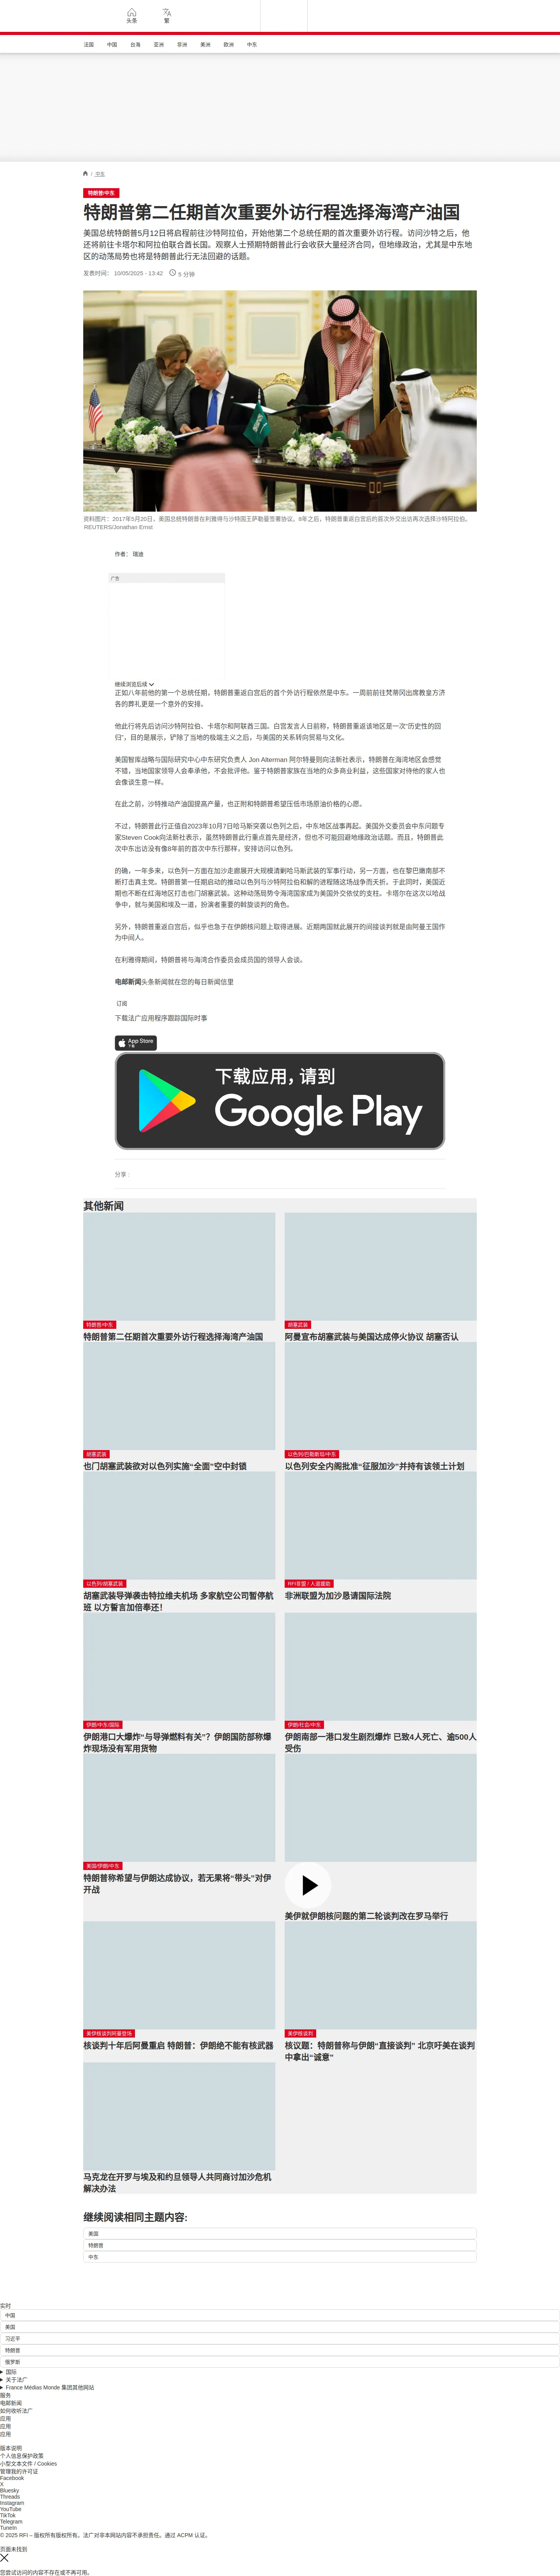 头条
繁
法国
中国
台海
亚洲
非洲
美洲
欧洲
中东
/ 中东
特朗普/中东
特朗普第二任期首次重要外访行程选择海湾产油国
美国总统特朗普5月12日将启程前往沙特阿拉伯，开始他第二个总统任期的首次重要外访行程。访问沙特之后，他
还将前往卡塔尔和阿拉伯联合酋长国。观察人士预期特朗普此行会收获大量经济合同，但地缘政治，尤其是中东地
区的动荡局势也将是特朗普此行无法回避的话题。
发表时间： 10/05/2025 - 13:42 5 分钟
资料图片：2017年5月20日，美国总统特朗普在利雅得与沙特国王萨勒曼签署协议。8年之后，特朗普重返白宫后的首次外交出访再次选择沙特阿拉伯。
REUTERS/Jonathan Ernst
作者： 瑞迪
广告
继续浏览后续
正如八年前他的第一个总统任期，特朗普重返白宫后的首个外访行程依然是中东。一周前前往梵蒂冈出席教皇方济
各的葬礼更是一个意外的安排。
他此行将先后访问沙特阿拉伯、卡塔尔和阿联酋三国。白宫发言人日前称，特朗普重返该地区是一次“历史性的回
归”，目的是展示，铲除了当地的极端主义之后，与美国的关系转向贸易与文化。
美国智库战略与国际研究中心中东研究负责人 Jon Alterman 阿尔特曼则向法新社表示，特朗普在海湾地区会感觉
不错，当地国家领导人会奉承他，不会批评他。鉴于特朗普家族在当地的众多商业利益，这些国家对待他的家人也
会像谈生意一样。
在此之前，沙特推动产油国提高产量，也正附和特朗普希望压低市场原油价格的心愿。
不过，特朗普此行正值自2023年10月7日哈马斯突袭以色列之后，中东地区战事再起。美国外交委员会中东问题专
家Steven Cook向法新社表示，虽然特朗普此行重点首先是经济，但也不可能回避地缘政治话题。而且，特朗普此
次中东出访没有像8年前的首次中东行那样，安排访问以色列。
的确，一年多来，以色列一方面在加沙走廊展开大规模清剿哈马斯武装的军事行动，另一方面，也在黎巴嫩南部不
断打击真主党。特朗普第一任期启动的推动以色列与沙特阿拉伯和解的进程随这场战争而夭折。于此同时，美国近
期也不断在红海地区打击也门胡塞武装。这种动荡局势令海湾国家成为美国外交依仗的支柱。卡塔尔在这次以哈战
争中，就与美国和埃及一道，扮演者重要的斡旋谈判的角色。
另外，特朗普重返白宫后，似乎也急于在伊朗核问题上取得进展。近期两国就此展开的间接谈判就是由阿曼王国作
为中间人。
在利雅得期间，特朗普将与海湾合作委员会成员国的领导人会谈。
电邮新闻头条新闻就在您的每日新闻信里
订阅
下载法广应用程序跟踪国际时事
App Store
下载
下载应用，请到
Google Play
分享 :
其他新闻
特朗普/中东
特朗普第二任期首次重要外访行程选择海湾产油国
胡塞武装
阿曼宣布胡塞武装与美国达成停火协议 胡塞否认
胡塞武装
也门胡塞武装欲对以色列实施“全面”空中封锁
以色列/巴勒斯坦/中东
以色列安全内阁批准“征服加沙”并持有该领土计划
以色列/胡塞武装
胡塞武装导弹袭击特拉维夫机场 多家航空公司暂停航
班 以方誓言加倍奉还！
RFI非盟 / 人道援助
非洲联盟为加沙恳请国际法院
伊朗/中东/国际
伊朗港口大爆炸“与导弹燃料有关”？伊朗国防部称爆
炸现场没有军用货物
伊朗/社会/中东
伊朗南部一港口发生剧烈爆炸 已致4人死亡、逾500人
受伤
美国/伊朗/中东
特朗普称希望与伊朗达成协议，若无果将“带头”对伊
开战
美伊就伊朗核问题的第二轮谈判改在罗马举行
美伊核谈判阿曼登场
核谈判十年后阿曼重启 特朗普：伊朗绝不能有核武器
美伊核谈判
核议题：特朗普称与伊朗“直接谈判” 北京吁美在谈判
中拿出“诚意”
马克龙在开罗与埃及和约旦领导人共同商讨加沙危机
解决办法
继续阅读相同主题内容:
美国
特朗普
中东
实时
中国
美国
习近平
特朗普
俄罗斯
国际
关于法广
France Médias Monde 集团其他网站
服务
电邮新闻
如何收听法广
应用
应用
应用
版本说明
个人信息保护政策
小型文本文件 / Cookies
管理我的许可证
Facebook
X
Bluesky
Threads
Instagram
YouTube
TikTok
Telegram
TuneIn
© 2025 RFI – 版权所有版权所有。法广对非本网站内容不承担责任。通过 ACPM 认证。
页面未找到
您尝试访问的内容不存在或不再可用。